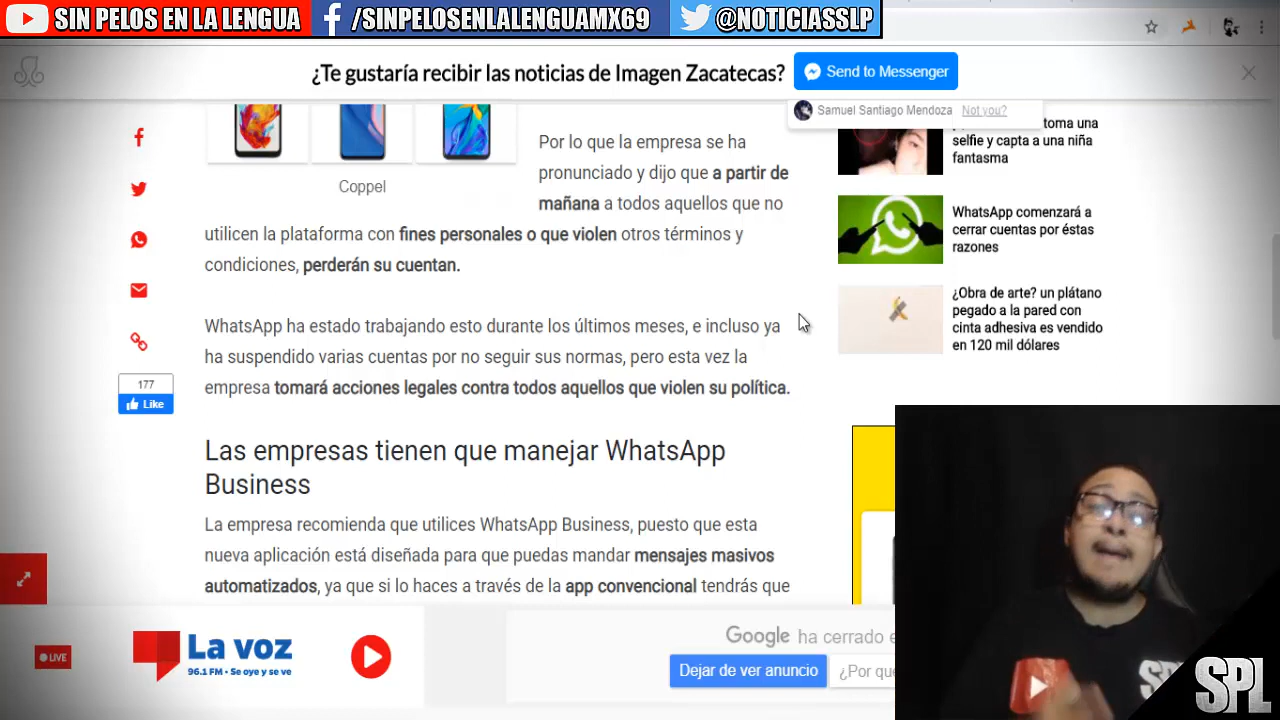 SIN PELOS EN LA LENGUA
/SINPELOSENLALENGUAMX69
@NOTICIASSLP
¿Te gustaría recibir las noticias de Imagen Zacatecas?
Send to Messenger
Samuel Santiago Mendoza Not you?
Coppel
Por lo que la empresa se ha
pronunciado y dijo que a partir de
mañana a todos aquellos que no
utilicen la plataforma con fines personales o que violen otros términos y
condiciones, perderán su cuentan.
WhatsApp ha estado trabajando esto durante los últimos meses, e incluso ya
ha suspendido varias cuentas por no seguir sus normas, pero esta vez la
empresa tomará acciones legales contra todos aquellos que violen su política.
177
Like
Las empresas tienen que manejar WhatsApp
Business
La empresa recomienda que utilices WhatsApp Business, puesto que esta
nueva aplicación está diseñada para que puedas mandar mensajes masivos
automatizados, ya que si lo haces a través de la app convencional tendrás que
toma una
selfie y capta a una niña
fantasma
WhatsApp comenzará a
cerrar cuentas por éstas
razones
¿Obra de arte? un plátano
pegado a la pared con
cinta adhesiva es vendido
en 120 mil dólares
LIVE
La voz
96.1 FM • Se oye y se ve
Google ha cerrado e
Dejar de ver anuncio
¿Por qu
SPL
SPL